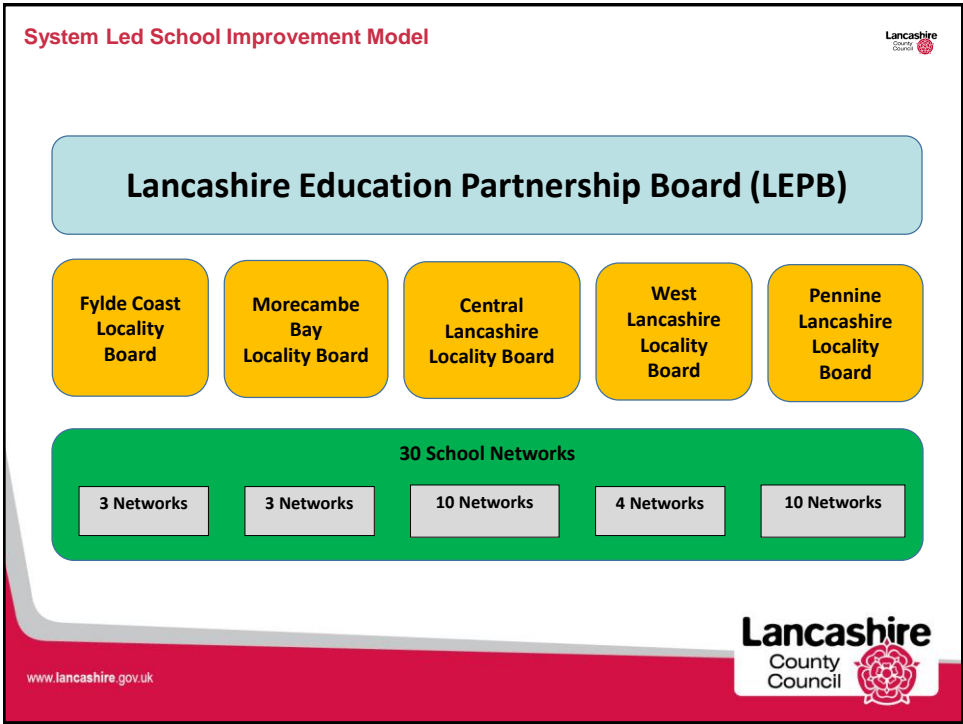 System Led School Improvement Model
Lancashire
County
Council
Lancashire Education Partnership Board (LEPB)
Fylde Coast
Locality
Board
Morecambe
Bay
Locality Board
Central
Lancashire
Locality Board
West
Lancashire
Locality
Board
Pennine
Lancashire
Locality
Board
30 School Networks
3 Networks
3 Networks
10 Networks
4 Networks
10 Networks
www.lancashire.gov.uk
Lancashire
County
Council